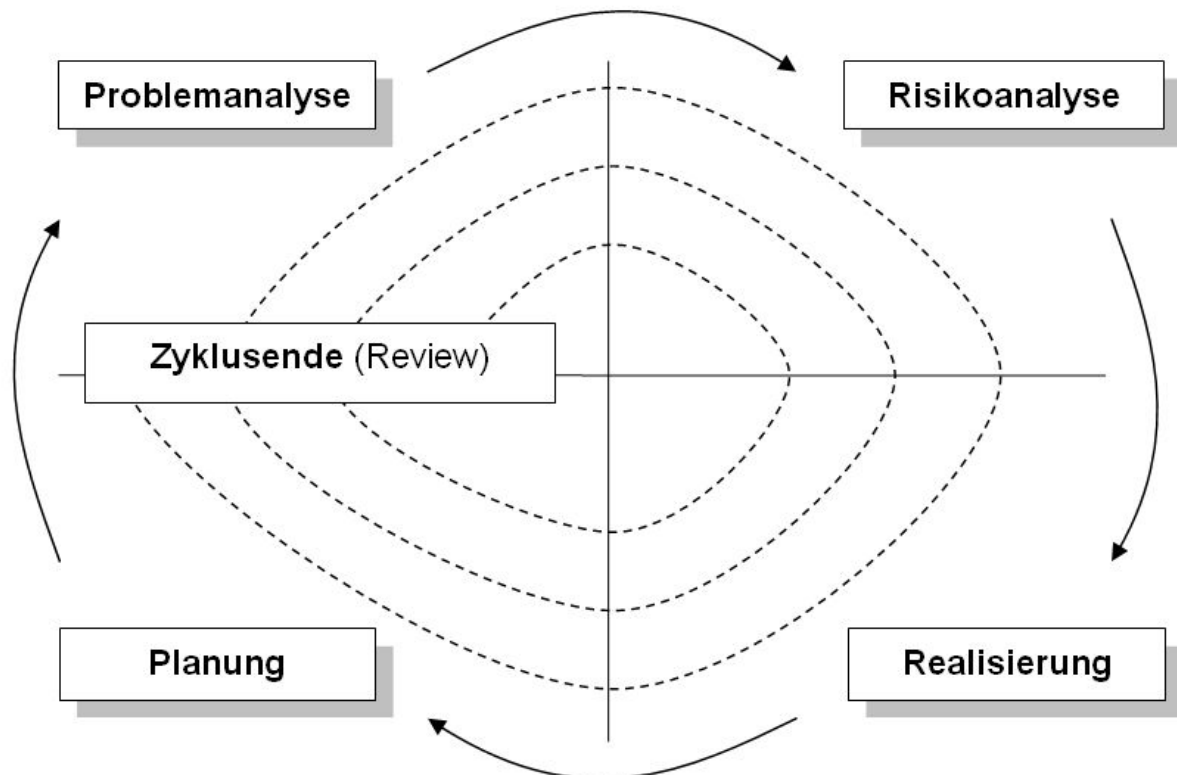 Problemanalyse
Risikoanalyse
Zyklusende (Review)
Planung
Realisierung